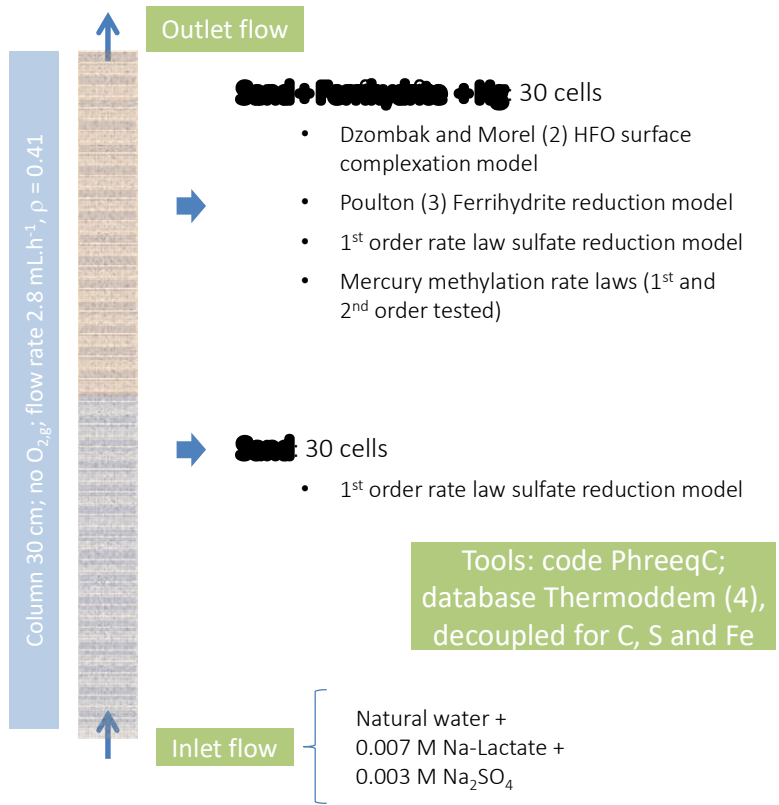 Outlet flow
Sand + Ferrihydrite + Hg: 30 cells
• Dzombak and Morel (2) HFO surface
complexation model
• Poulton (3) Ferrihydrite reduction model
• 1st order rate law sulfate reduction model
• Mercury methylation rate laws (1st and
2nd order tested)
Column 30 cm; no O2,g; flow rate 2.8 mL.h-1, ρ = 0.41
Sand: 30 cells
• 1st order rate law sulfate reduction model
Tools: code PhreeqC;
database Thermoddem (4),
decoupled for C, S and Fe
Inlet flow
Natural water +
0.007 M Na-Lactate +
0.003 M Na2SO4